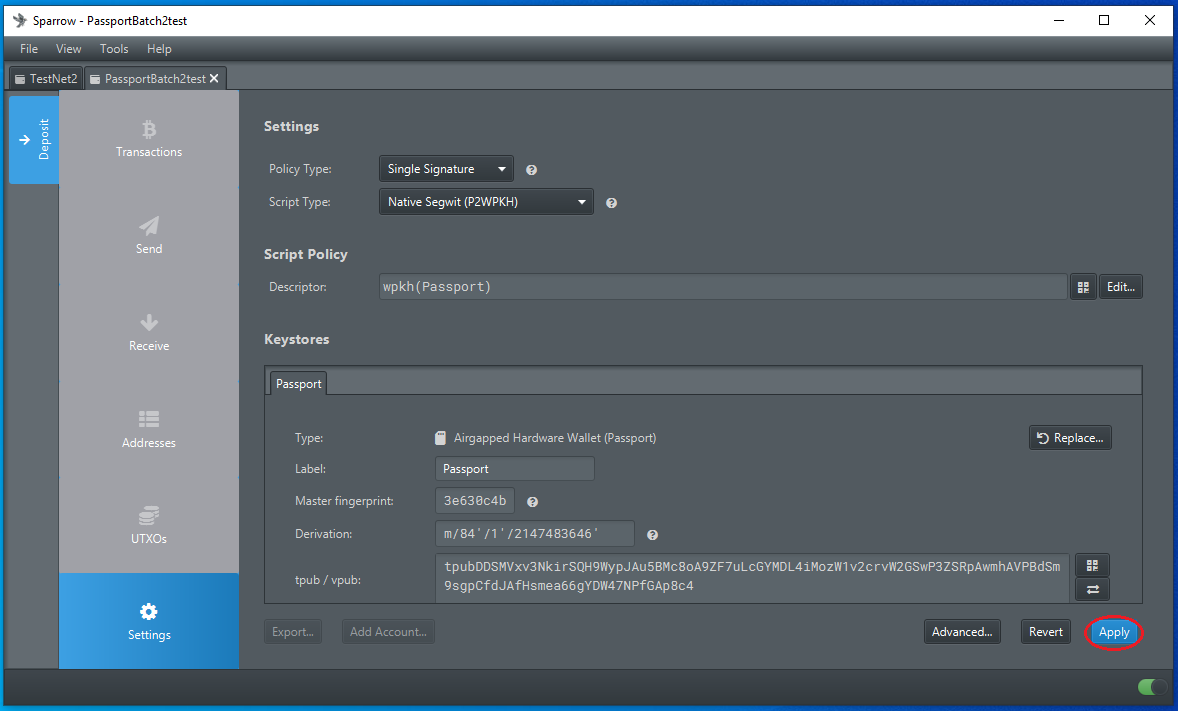 Sparrow - PassportBatch2test
File View Tools Help
TestNet2 PassportBatch2test
Deposit
Transactions
Send
Receive
Addresses
UTXOs
Settings
Settings
Policy Type: Single Signature
Script Type: Native Segwit (P2WPKH)
Script Policy
Descriptor: wpkh(Passport) Edit...
Keystores
Passport
Type: Airgapped Hardware Wallet (Passport) Replace...
Label: Passport
Master fingerprint: 3e630c4b
Derivation: m/84'/1'/2147483646'
tpub / vpub: tpubDDSMVxv3NkirSQH9WypJAu5BMc8oA9ZF7uLcGYMDL4iMozW1v2crvW2GSwP3ZSRpAwmhAVPBdSm
9sgpCfdJAfHsmea66gYDW47NPfGAp8c4
Export... Add Account... Advanced... Revert Apply